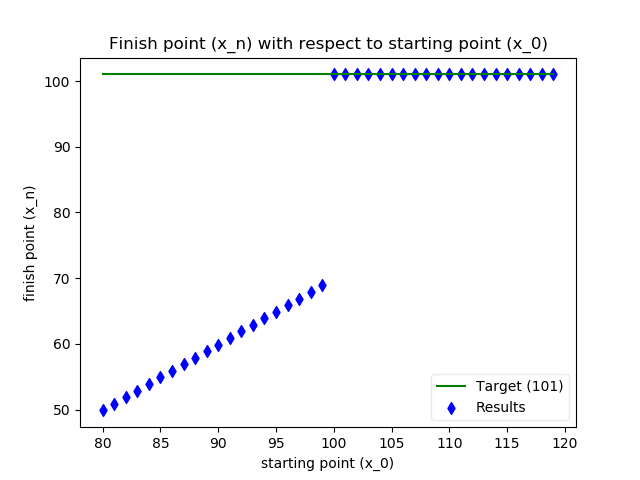 Finish point (x_n) with respect to starting point (x_0)
100
90
80
70
60
50
finish point (x_n)
80 85 90 95 100 105 110 115 120
starting point (x_0)
Target (101)
Results